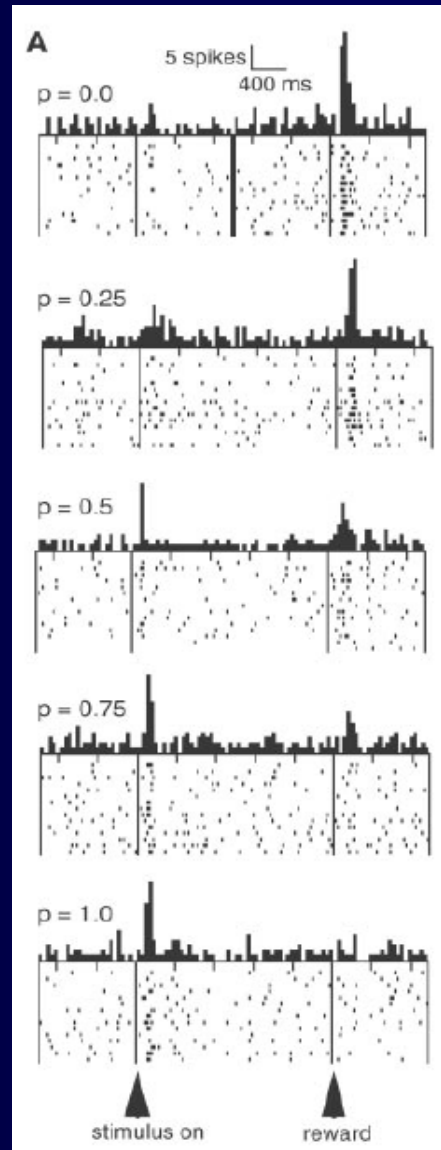 A
5 spikes
400 ms
p = 0.0
p = 0.25
p = 0.5
p = 0.75
p = 1.0
stimulus on reward